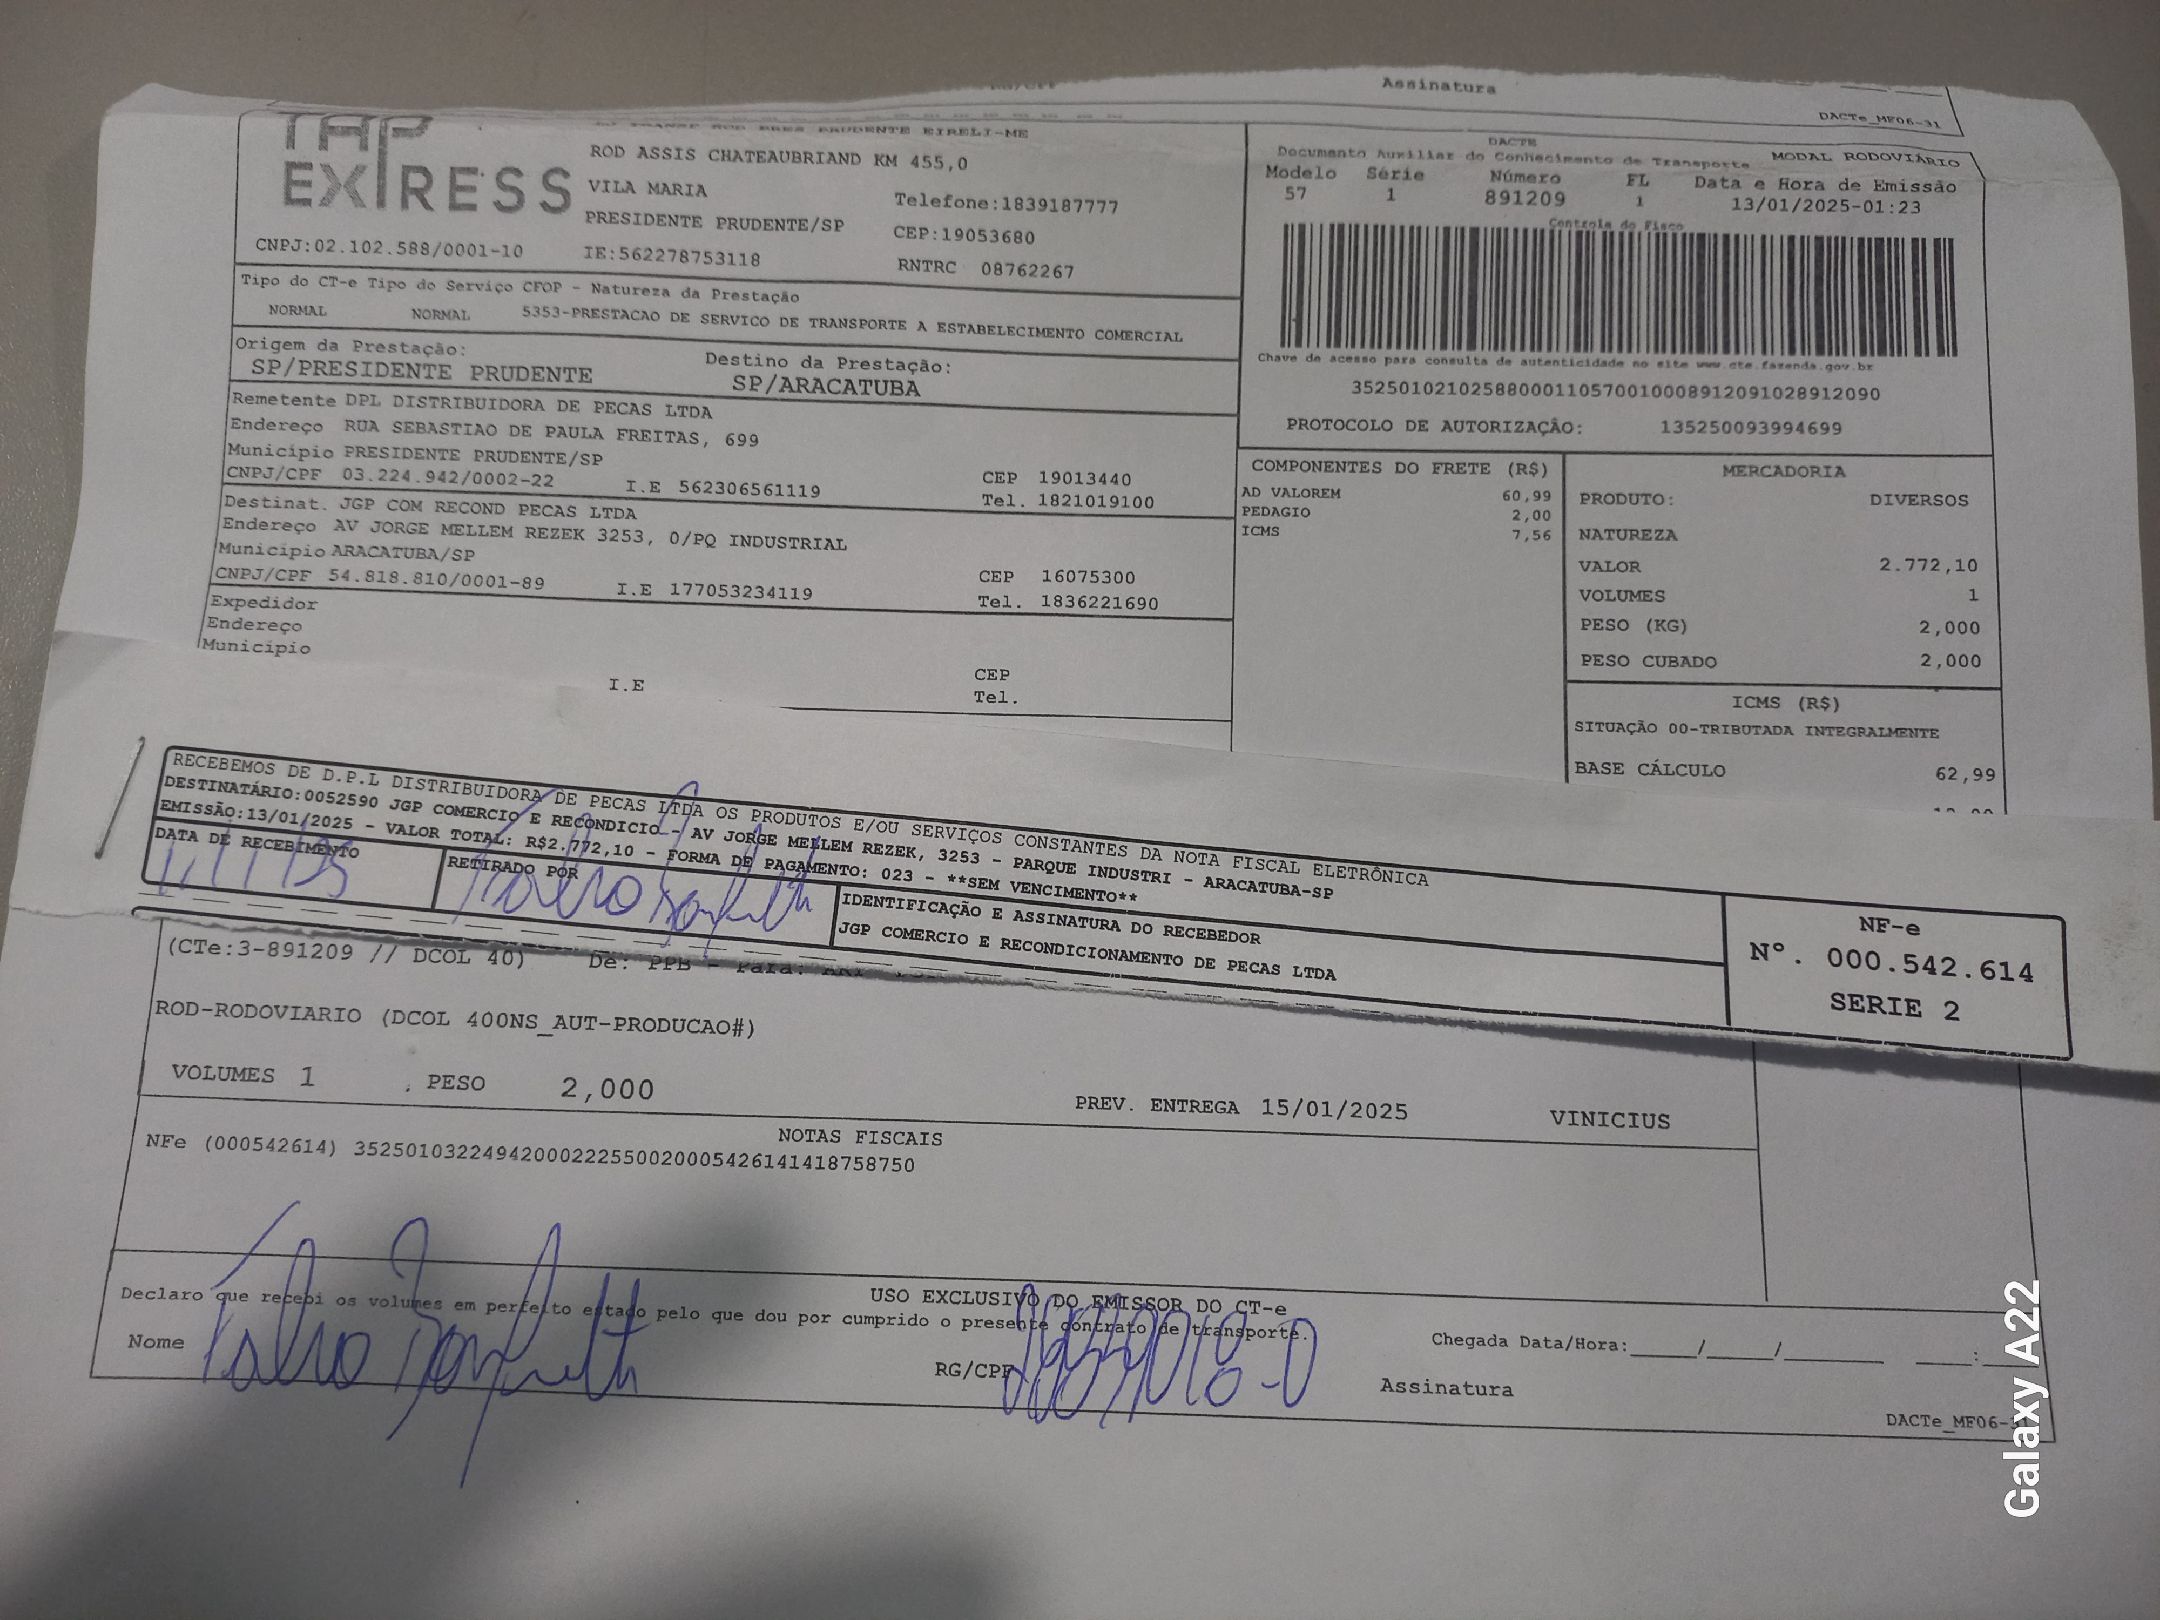 Assinatura
DACTe_MF06-31
TAP
EXPRESS
PRUDENTE EIRELI-ME
ROD ASSIS CHATEAUBRIAND KM 455,0
VILA MARIA
Telefone:1839187777
PRESIDENTE PRUDENTE/SP
CEP:19053680
CNPJ:02.102.588/0001-10
IE:562278753118
RNTRC 08762267
DACTE
Documento Auxiliar do Conhecimento de Transporte
MODAL RODOVIÁRIO
Modelo Série Número FL Data e Hora de Emissão
57 1 891209 1 13/01/2025-01:23
Controle do Fisco
Chave de acesso para consulta de autenticidade no site www.cte.fazenda.gov.br
35250102102588000110570010008912091028912090
PROTOCOLO DE AUTORIZAÇÃO: 135250093994699
Tipo do CT-e Tipo do Serviço CFOP - Natureza da Prestação
NORMAL NORMAL 5353-PRESTACAO DE SERVICO DE TRANSPORTE A ESTABELECIMENTO COMERCIAL
Origem da Prestação: Destino da Prestação:
SP/PRESIDENTE PRUDENTE SP/ARACATUBA
Remetente DPL DISTRIBUIDORA DE PECAS LTDA
Endereço RUA SEBASTIAO DE PAULA FREITAS, 699
Município PRESIDENTE PRUDENTE/SP CEP 19013440
CNPJ/CPF 03.224.942/0002-22 I.E 562306561119 Tel. 1821019100
Destinat. JGP COM RECOND PECAS LTDA
Endereço AV JORGE MELLEM REZEK 3253, 0/PQ INDUSTRIAL
Município ARACATUBA/SP CEP 16075300
CNPJ/CPF 54.818.810/0001-89 I.E 177053234119 Tel. 1836221690
Expedidor
Endereço
Município CEP
I.E Tel.
COMPONENTES DO FRETE (R$)
AD VALOREM 60,99
PEDAGIO 2,00
ICMS 7,56
MERCADORIA
PRODUTO: DIVERSOS
NATUREZA
VALOR 2.772,10
VOLUMES 1
PESO (KG) 2,000
PESO CUBADO 2,000
ICMS (R$)
SITUAÇÃO 00-TRIBUTADA INTEGRALMENTE
BASE CÁLCULO 62,99
RECEBEMOS DE D.P.L DISTRIBUIDORA DE PECAS LTDA OS PRODUTOS E/OU SERVIÇOS CONSTANTES DA NOTA FISCAL ELETRÔNICA
DESTINATÁRIO:0052590 JGP COMERCIO E RECONDICIO - AV JORGE MELLEM REZEK, 3253 - PARQUE INDUSTRI - ARACATUBA-SP
EMISSÃO:13/01/2025 - VALOR TOTAL: R$2.772,10 - FORMA DE PAGAMENTO: 023 - **SEM VENCIMENTO**
DATA DE RECEBIMENTO
RETIRADO POR
IDENTIFICAÇÃO E ASSINATURA DO RECEBEDOR
JGP COMERCIO E RECONDICIONAMENTO DE PECAS LTDA
NF-e
Nº. 000.542.614
SERIE 2
(CTe:3-891209 // DCOL 40) De: PPB - Para:
ROD-RODOVIARIO (DCOL 400NS_AUT-PRODUCAO#)
VOLUMES 1 PESO 2,000 PREV. ENTREGA 15/01/2025 VINICIUS
NOTAS FISCAIS
NFe (000542614) 35250103224942000222550020005426141418758750
USO EXCLUSIVO DO EMISSOR DO CT-e
Declaro que recebi os volumes em perfeito estado pelo que dou por cumprido o presente contrato de transporte.
Nome RG/CPF Assinatura
Chegada Data/Hora:_____/_____/_______ ____:
DACTe_MF06-31
Galaxy A22